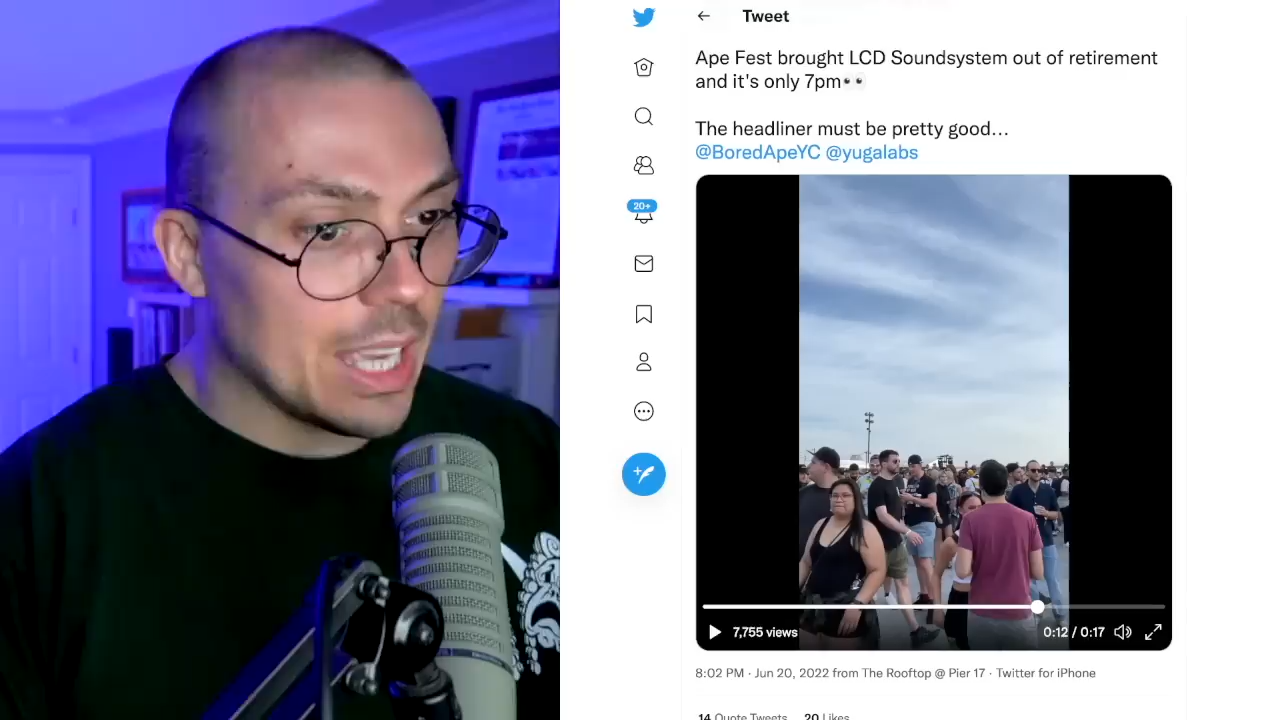 Tweet
Ape Fest brought LCD Soundsystem out of retirement
and it's only 7pm👀
The headliner must be pretty good...
@BoredApeYC @yugalabs
20+
7,755 views
0:12 / 0:17
8:02 PM · Jun 20, 2022 from The Rooftop @ Pier 17 · Twitter for iPhone
14 Quote Tweets 20 Likes